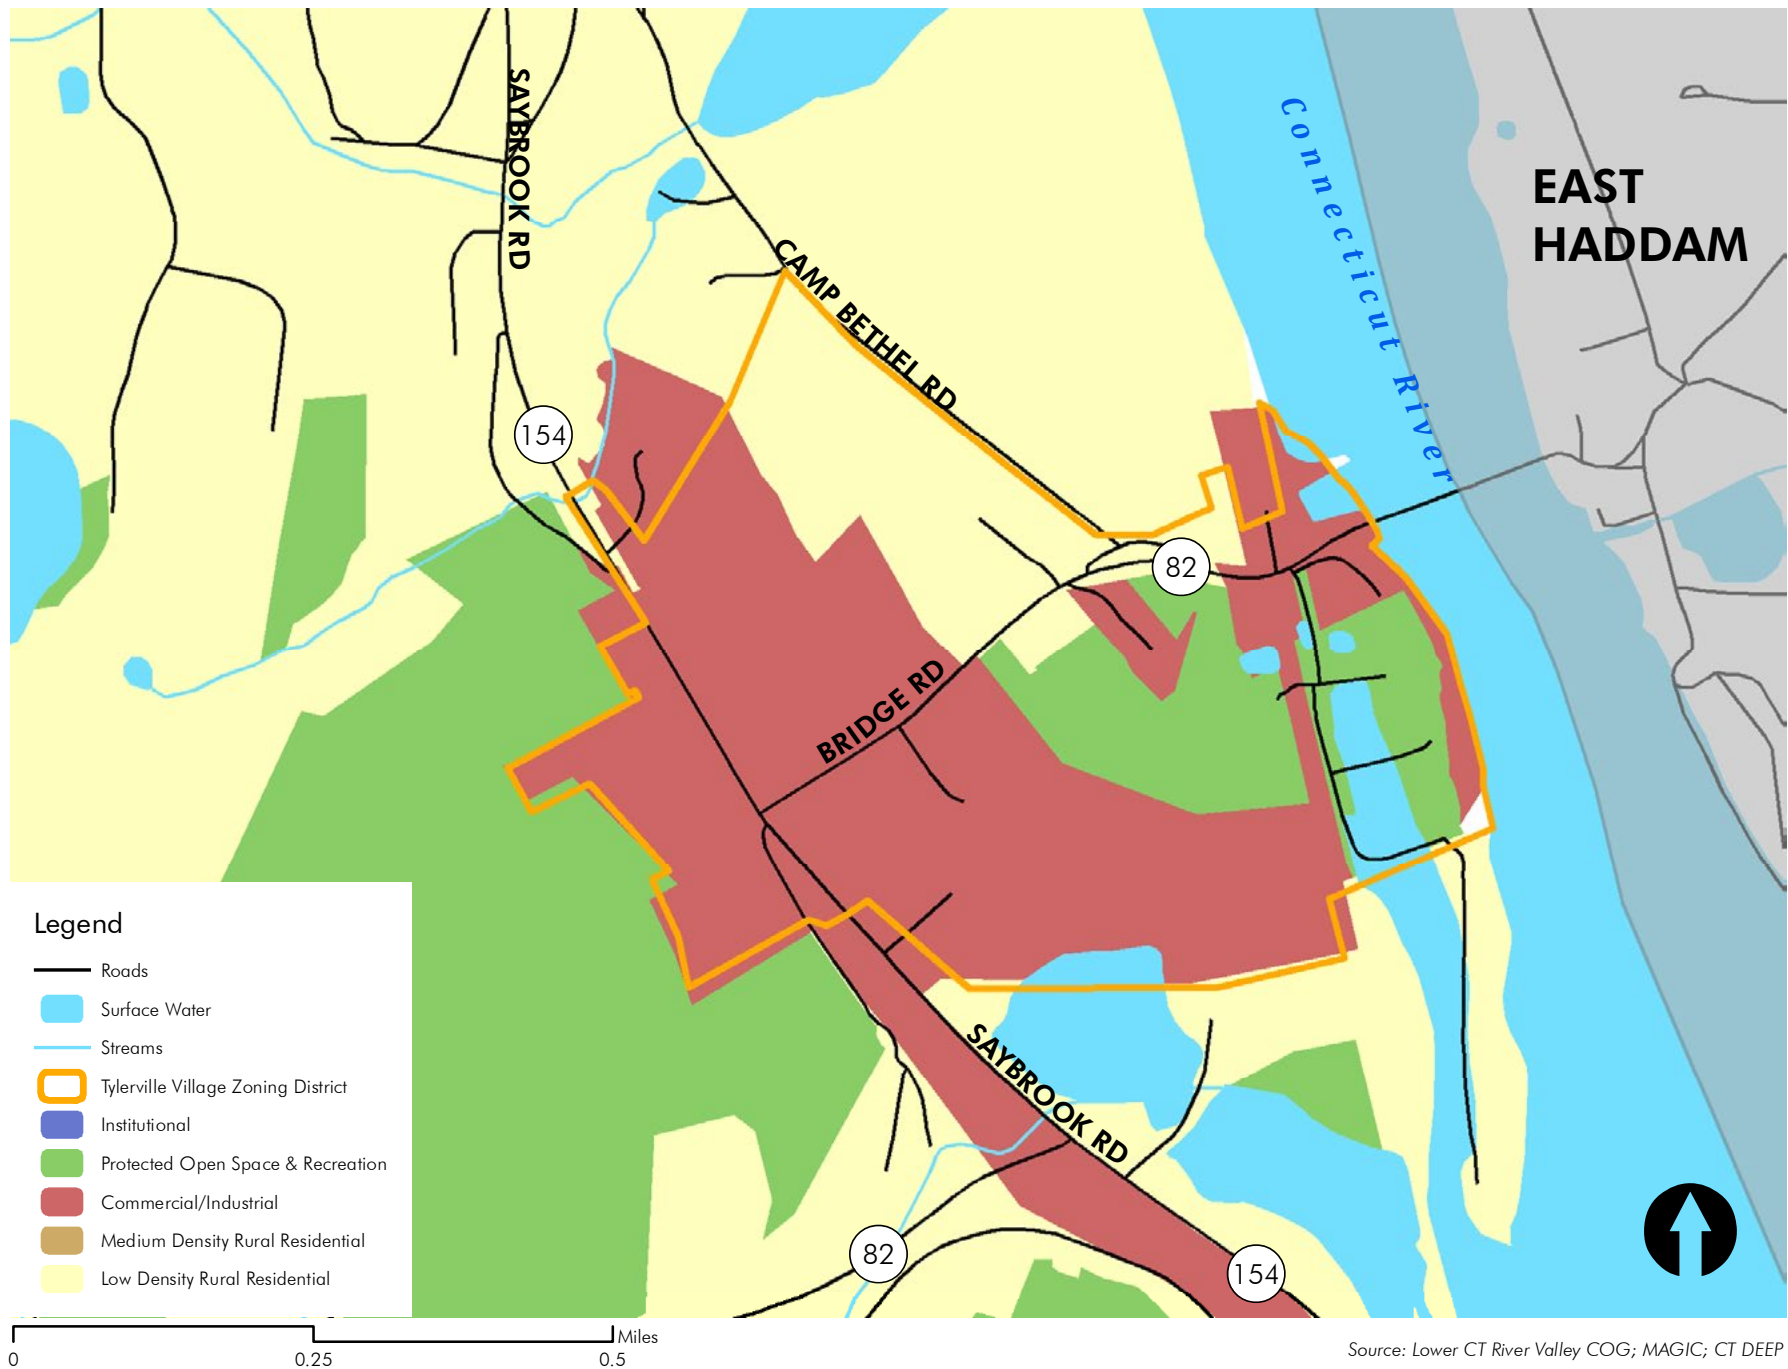 SAYBROOK RD
Connecticut River
EAST
HADDAM
CAMP BETHEL RD
154
82
BRIDGE RD
Legend
Roads
Surface Water
Streams
Tylerville Village Zoning District
Institutional
Protected Open Space & Recreation
Commercial/Industrial
Medium Density Rural Residential
Low Density Rural Residential
SAYBROOK RD
82
154
Miles
0 0.25 0.5
Source: Lower CT River Valley COG; MAGIC; CT DEEP